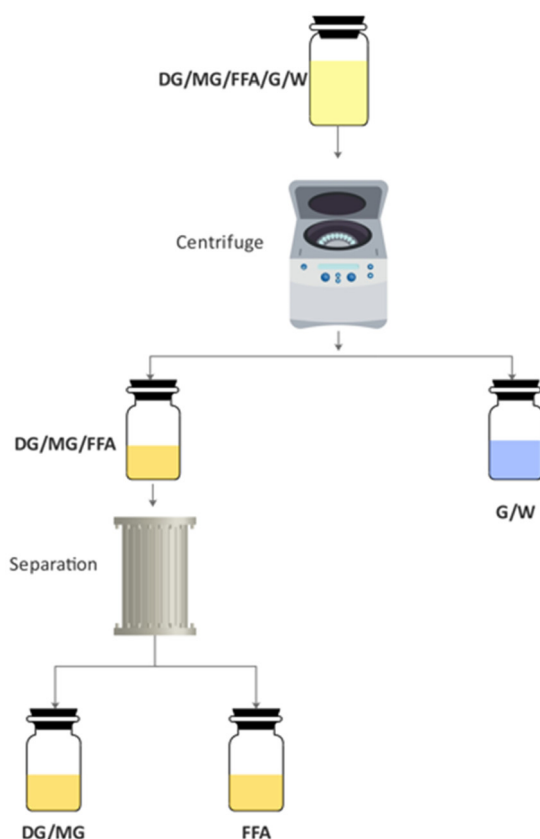 DG/MG/FFA/G/W
Centrifuge
DG/MG/FFA
G/W
Separation
DG/MG
FFA